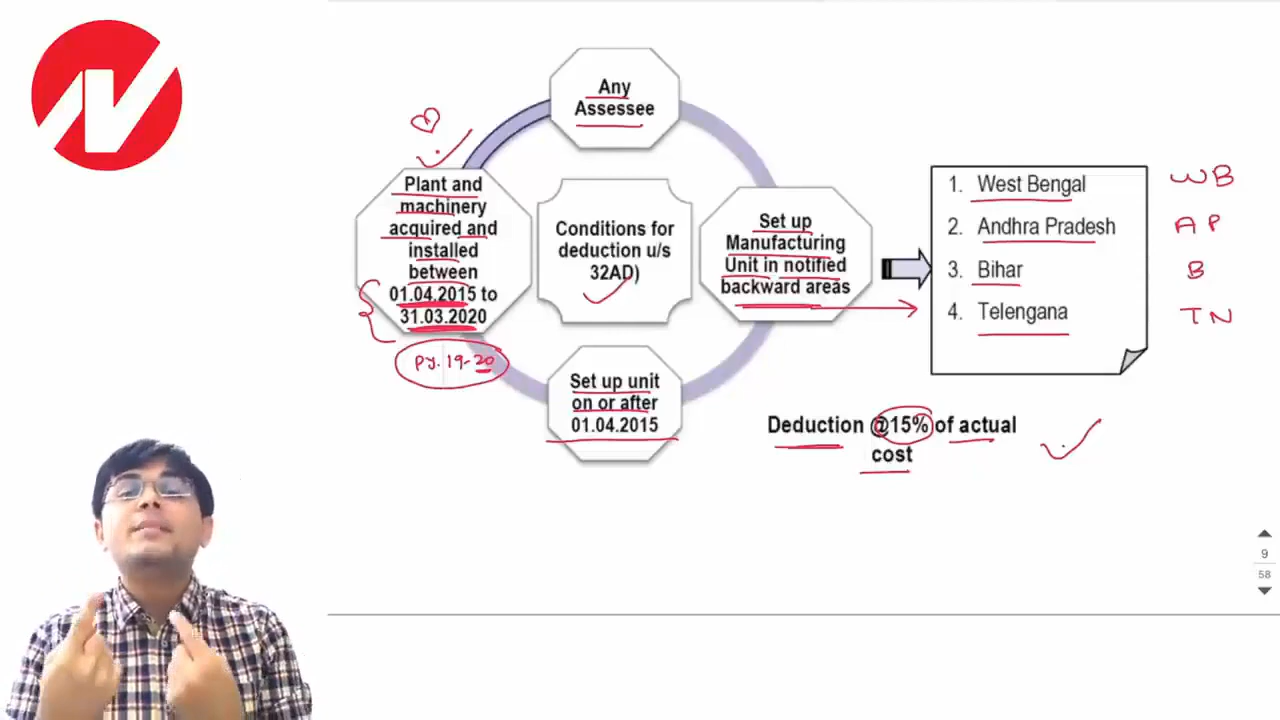 Any
Assessee
Plant and
machinery
acquired and
installed
between
01.04.2015 to
31.03.2020
PY. 19-20
Conditions for
deduction u/s
32AD)
Set up
Manufacturing
Unit in notified
backward areas
Set up unit
on or after
01.04.2015
1. West Bengal
2. Andhra Pradesh
3. Bihar
4. Telengana
WB
AP
B
TN
Deduction @15% of actual
cost
9
58